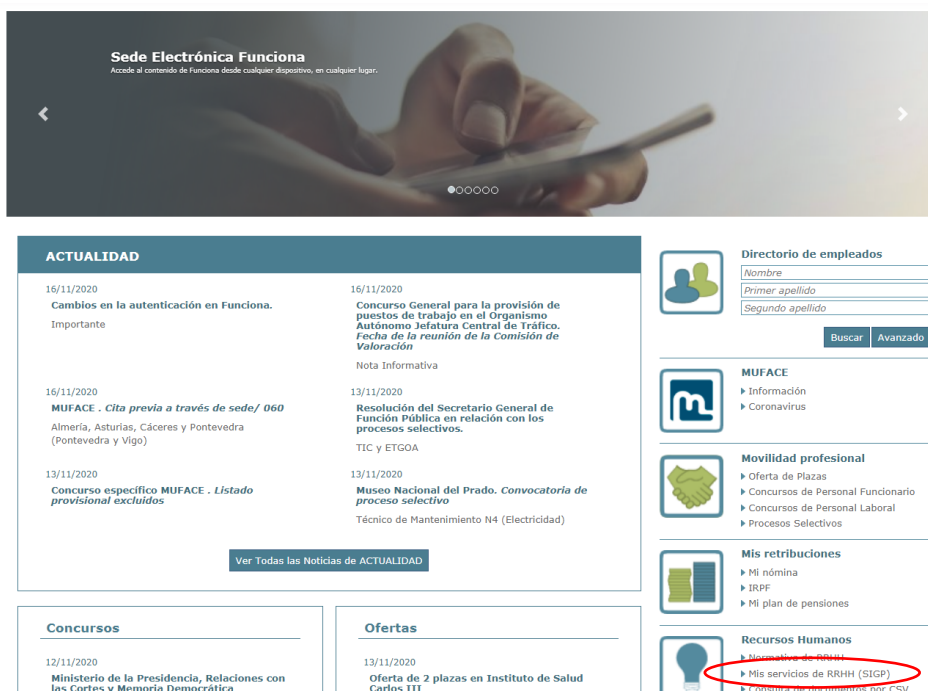 Sede Electrónica Funciona
Accede al contenido de Funciona desde cualquier dispositivo, en cualquier lugar.
ACTUALIDAD
16/11/2020
Cambios en la autenticación en Funciona.
Importante
16/11/2020
Concurso General para la provisión de
puestos de trabajo en el Organismo
Autónomo Jefatura Central de Tráfico.
Fecha de la reunión de la Comisión de
Valoración
Nota Informativa
16/11/2020
MUFACE . Cita previa a través de sede/ 060
Almería, Asturias, Cáceres y Pontevedra
(Pontevedra y Vigo)
13/11/2020
Resolución del Secretario General de
Función Pública en relación con los
procesos selectivos.
TIC y ETGOA
13/11/2020
Concurso específico MUFACE . Listado
provisional excluidos
13/11/2020
Museo Nacional del Prado. Convocatoria de
proceso selectivo
Técnico de Mantenimiento N4 (Electricidad)
Ver Todas las Noticias de ACTUALIDAD
Concursos
12/11/2020
Ministerio de la Presidencia, Relaciones con
las Cortes y Memoria Democrática
Ofertas
13/11/2020
Oferta de 2 plazas en Instituto de Salud
Carlos III
Directorio de empleados
Nombre
Primer apellido
Segundo apellido
Buscar Avanzado
MUFACE
Información
Coronavirus
Movilidad profesional
Oferta de Plazas
Concursos de Personal Funcionario
Concursos de Personal Laboral
Procesos Selectivos
Mis retribuciones
Mi nómina
IRPF
Mi plan de pensiones
Recursos Humanos
Normativa de RRHH
Mis servicios de RRHH (SIGP)
Consulta de documentos por CSV